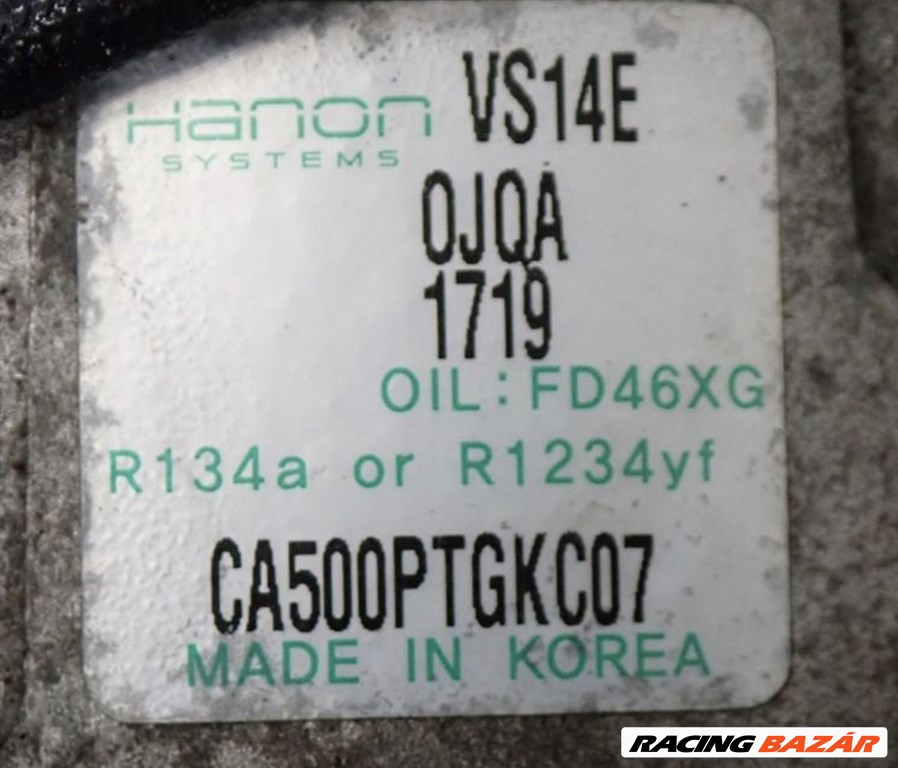 Hanon VS14E
SYSTEMS
0JQA
1719
OIL: FD46XG
R134a or R1234yf
CA500PTGKC07
MADE IN KOREA
RACING BAZÁR